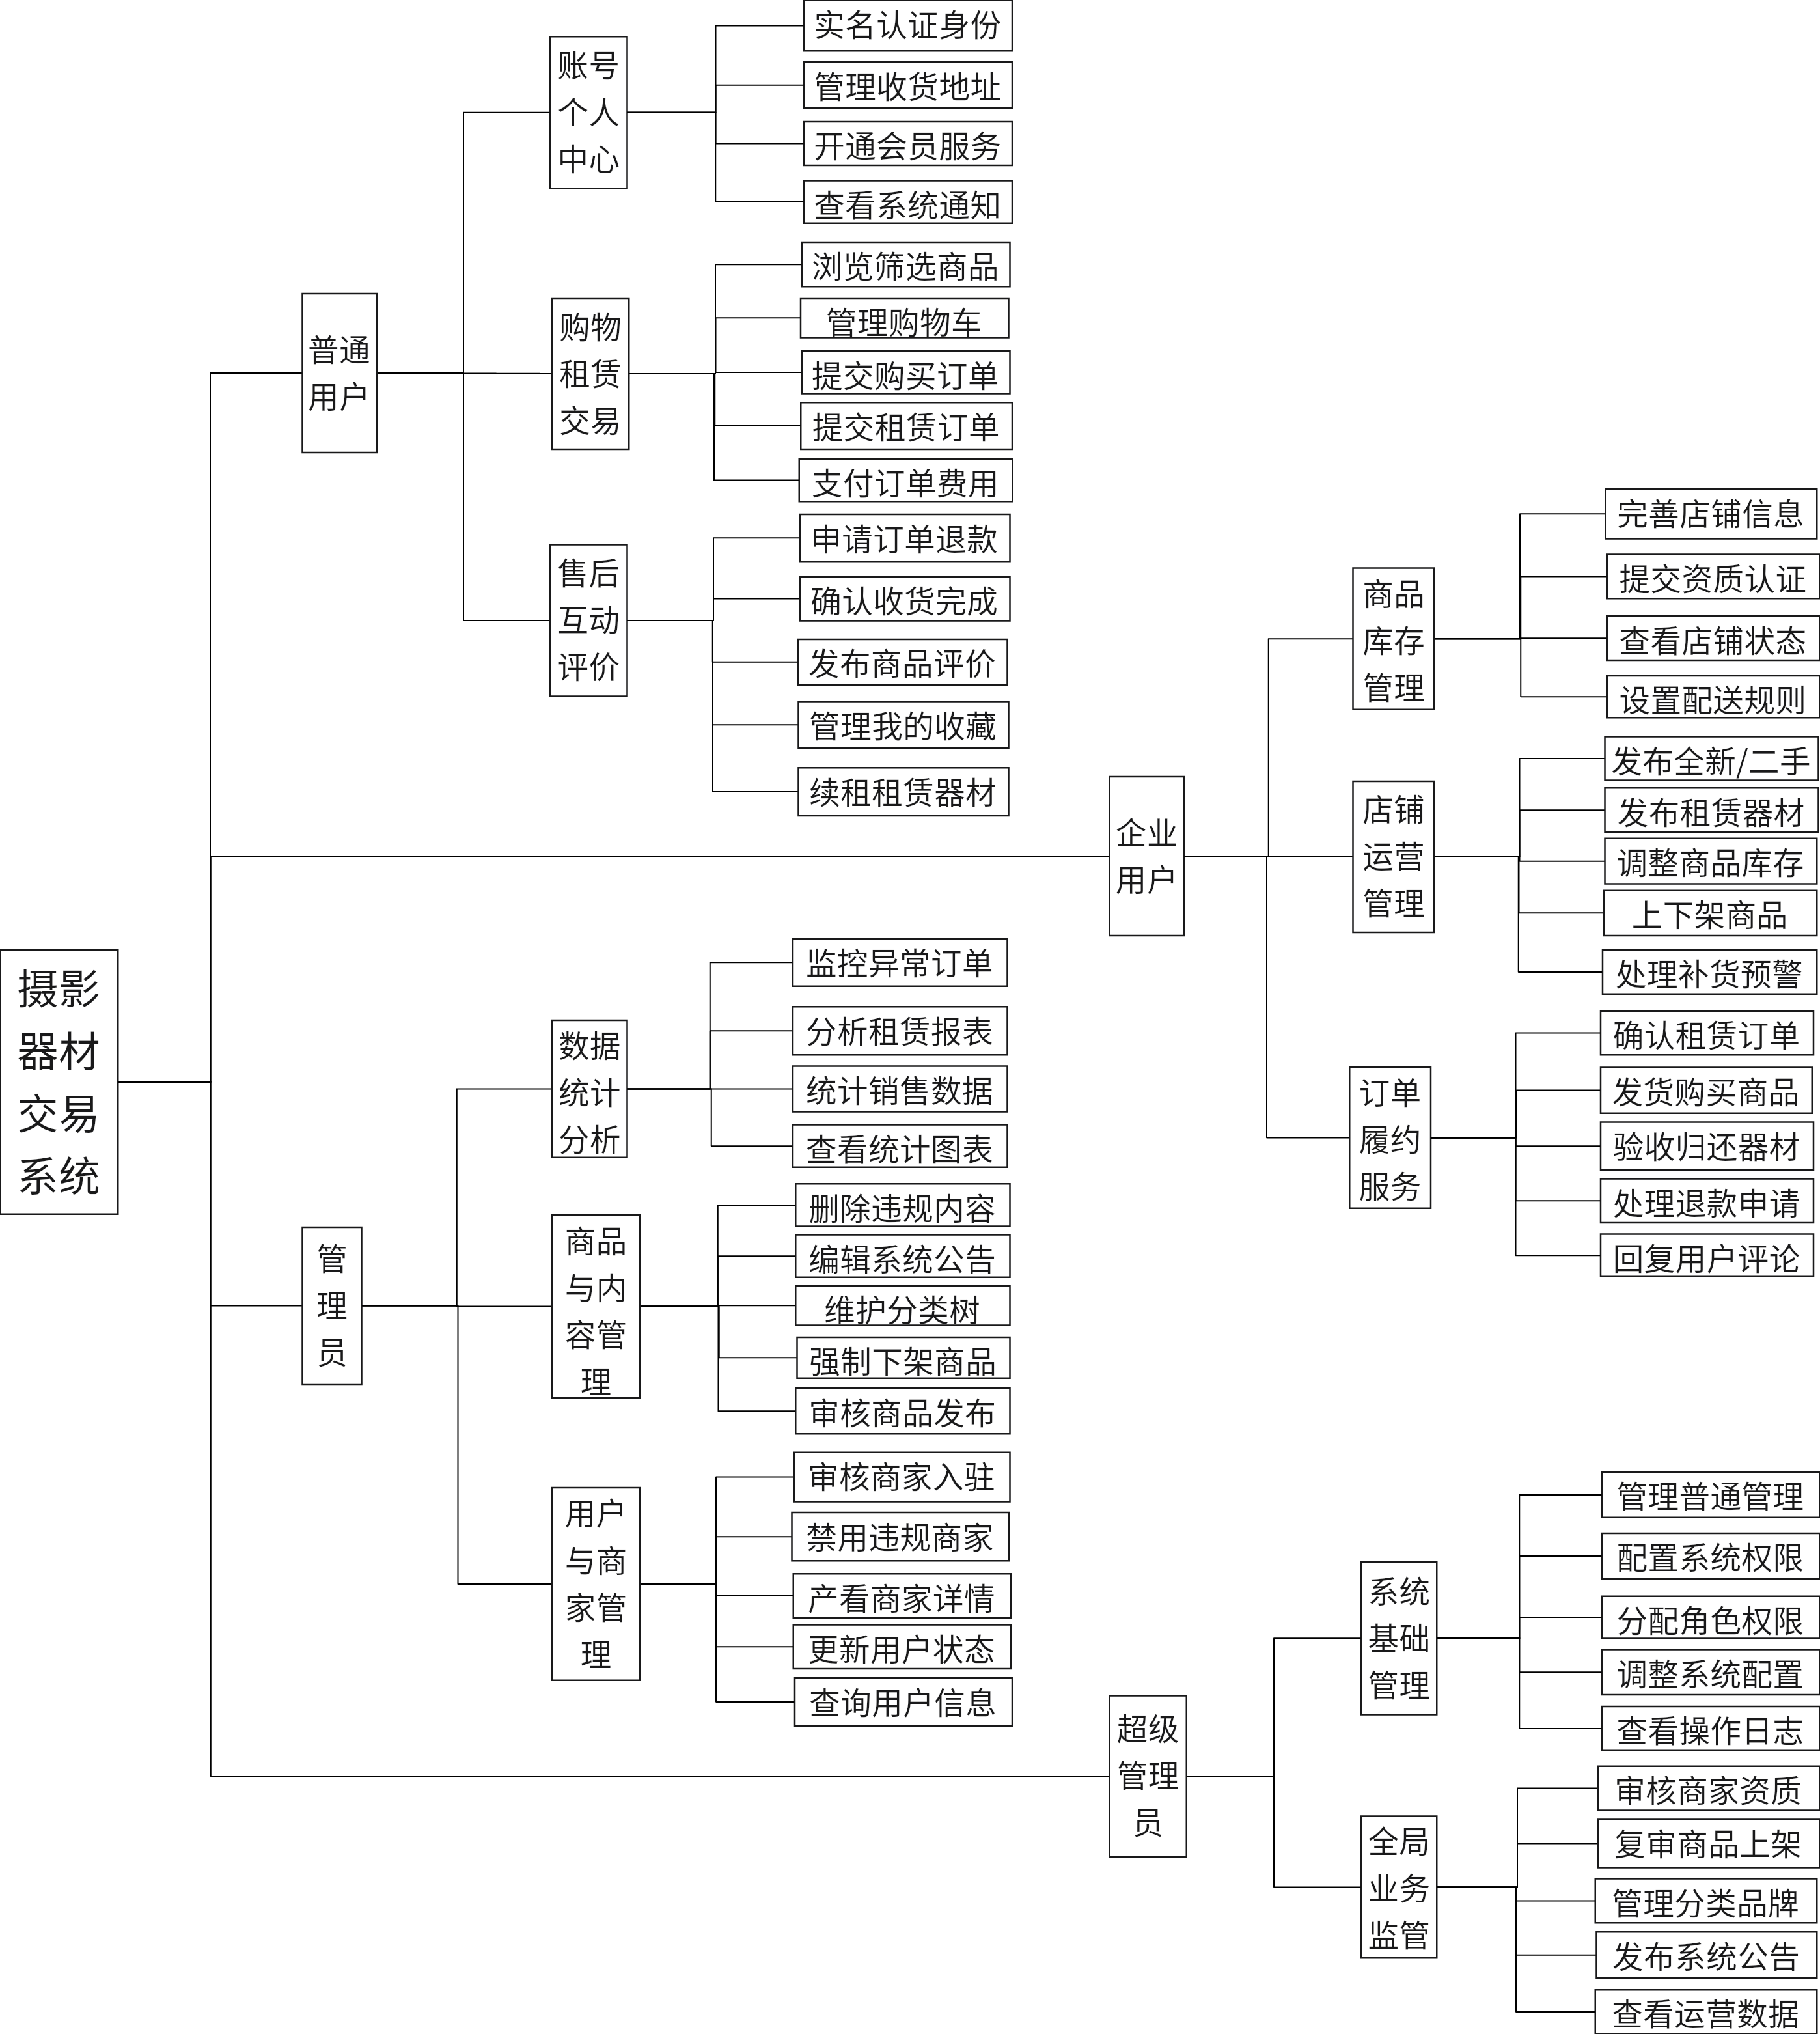 摄影
器材
交易
系统
普通
用户
账号
个人
中心
实名认证身份
管理收货地址
开通会员服务
查看系统通知
购物
租赁
交易
浏览筛选商品
管理购物车
提交购买订单
提交租赁订单
支付订单费用
售后
互动
评价
申请订单退款
确认收货完成
发布商品评价
管理我的收藏
续租租赁器材
企业
用户
商品
库存
管理
完善店铺信息
提交资质认证
查看店铺状态
设置配送规则
店铺
运营
管理
发布全新/二手
发布租赁器材
调整商品库存
上下架商品
处理补货预警
订单
履约
服务
确认租赁订单
发货购买商品
验收归还器材
处理退款申请
回复用户评论
管
理
员
数据
统计
分析
监控异常订单
分析租赁报表
统计销售数据
查看统计图表
商品
与内
容管
理
删除违规内容
编辑系统公告
维护分类树
强制下架商品
审核商品发布
用户
与商
家管
理
审核商家入驻
禁用违规商家
产看商家详情
更新用户状态
查询用户信息
超级
管理
员
系统
基础
管理
管理普通管理
配置系统权限
分配角色权限
调整系统配置
查看操作日志
全局
业务
监管
审核商家资质
复审商品上架
管理分类品牌
发布系统公告
查看运营数据